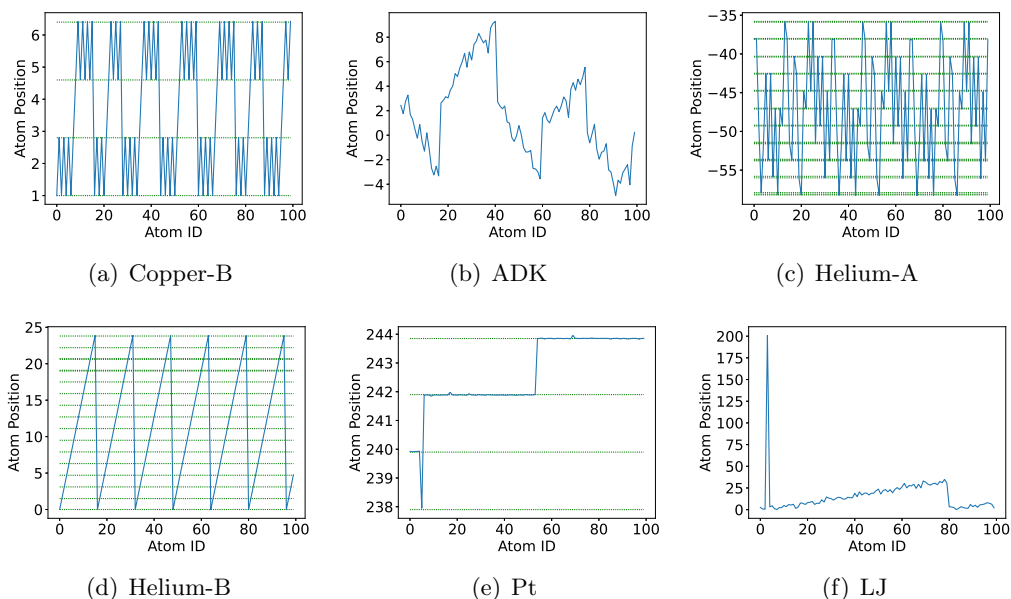 6
5
4
3
2
1
Atom Position
0 20 40 60 80 100
Atom ID
(a) Copper-B
8
6
4
2
0
−2
−4
Atom Position
0 20 40 60 80 100
Atom ID
(b) ADK
−35
−40
−45
−50
−55
Atom Position
0 20 40 60 80 100
Atom ID
(c) Helium-A
25
20
15
10
5
0
Atom Position
0 20 40 60 80 100
Atom ID
(d) Helium-B
244
243
242
241
240
239
238
Atom Position
0 20 40 60 80 100
Atom ID
(e) Pt
200
175
150
125
100
75
50
25
0
Atom Position
0 20 40 60 80 100
Atom ID
(f) LJ